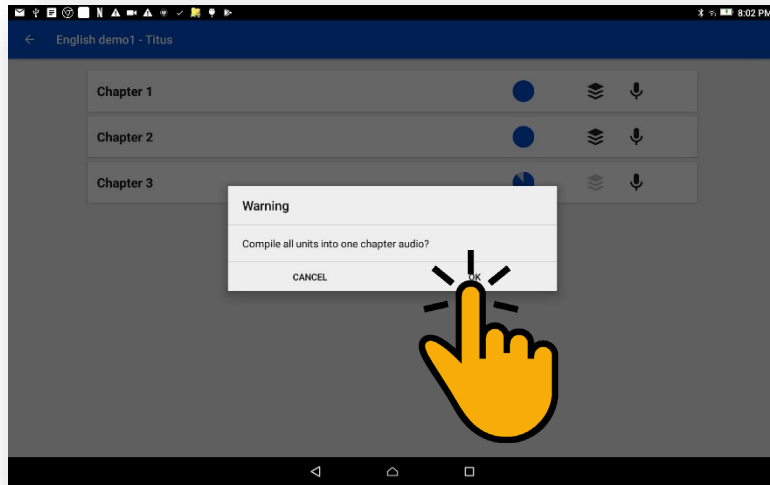 8:02 PM
English demo1 - Titus
Chapter 1
Chapter 2
Chapter 3
Warning
Compile all units into one chapter audio?
CANCEL
OK